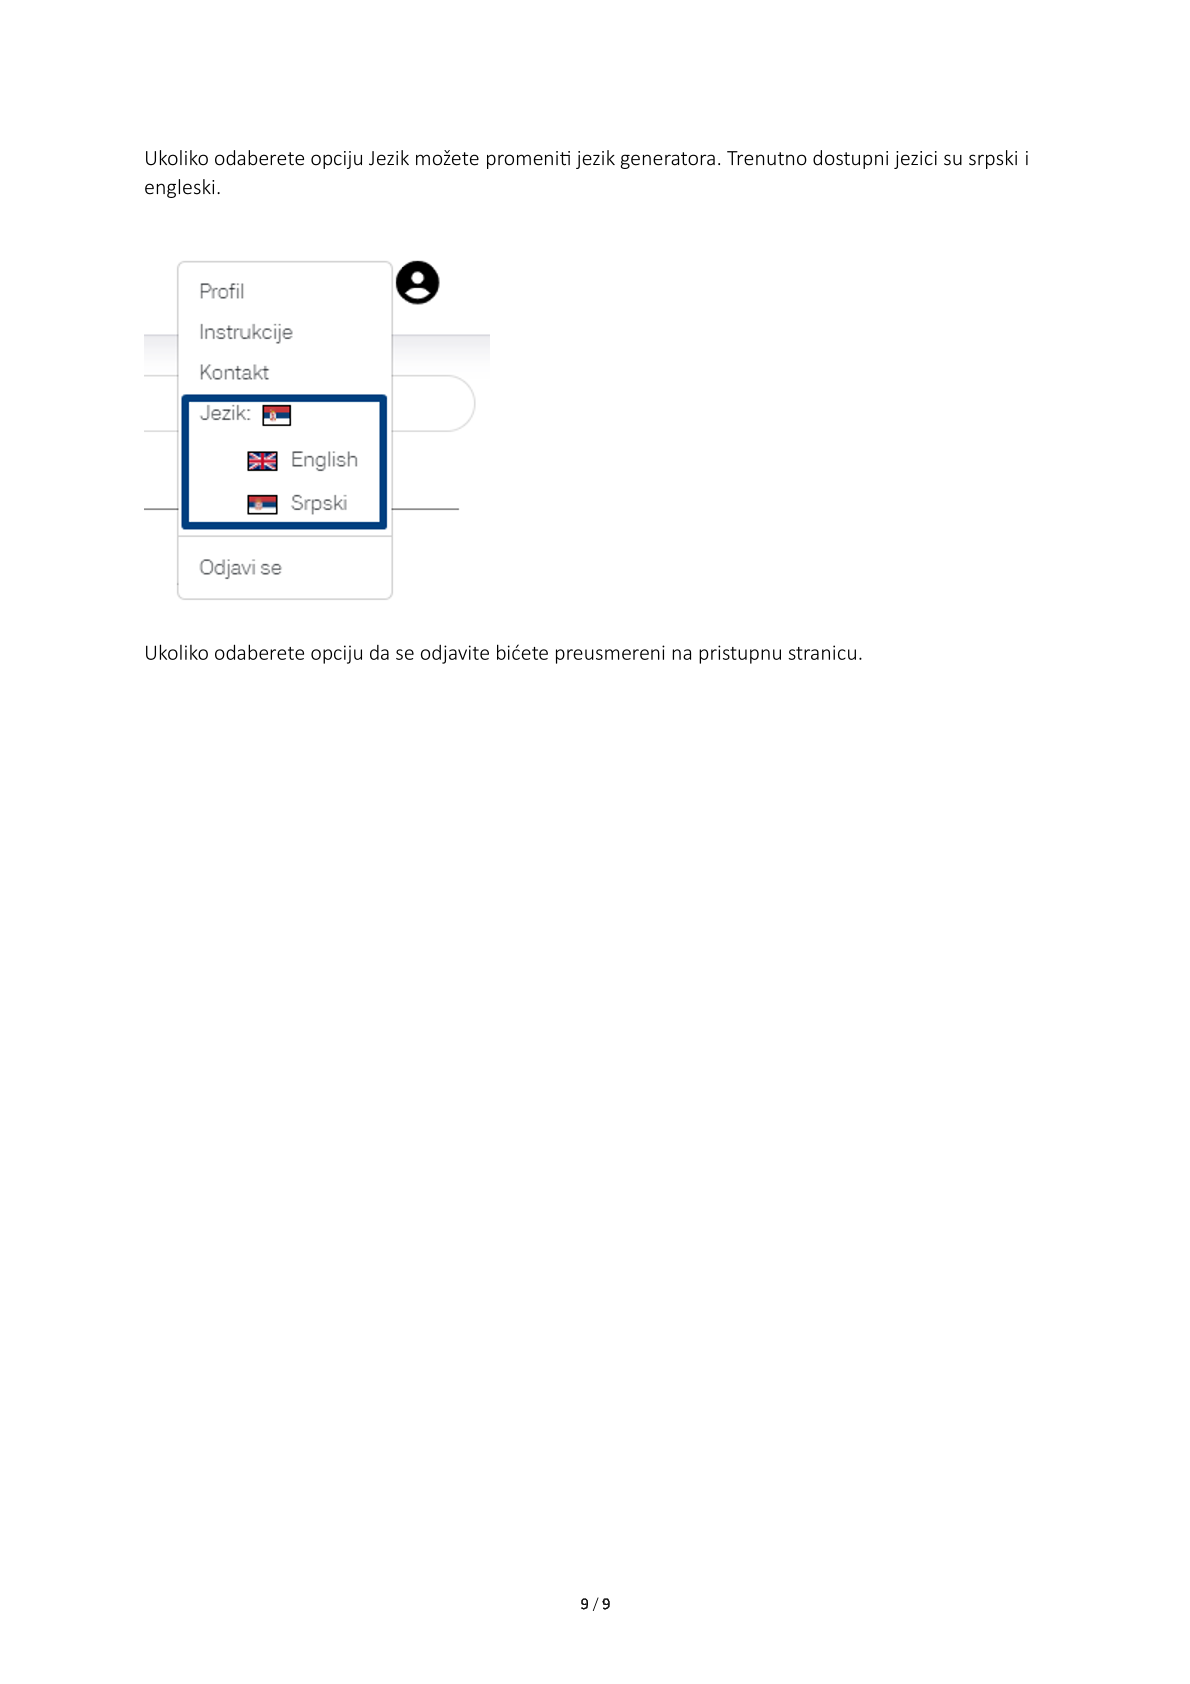 Ukoliko odaberete opciju Jezik možete promeniti jezik generatora. Trenutno dostupni jezici su srpski i
engleski.
Profil
Instrukcije
Kontakt
Jezik:
English
Srpski
Odjavi se
Ukoliko odaberete opciju da se odjavite bićete preusmereni na pristupnu stranicu.
9 / 9